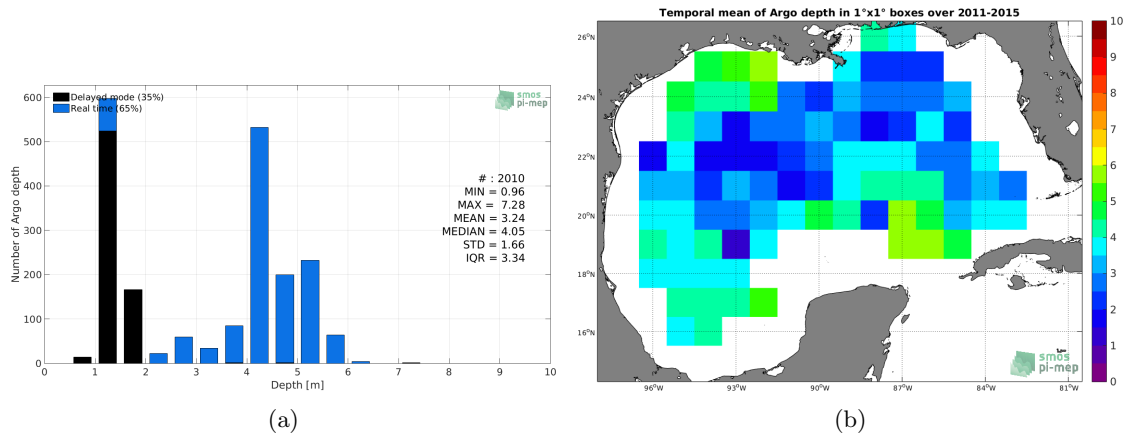 Delayed mode (35%)
Real time (65%)
smos
pi-mep
Number of Argo depth
600
500
400
300
200
100
0
# : 2010
MIN = 0.96
MAX = 7.28
MEAN = 3.24
MEDIAN = 4.05
STD = 1.66
IQR = 3.34
0 1 2 3 4 5 6 7 8 9 10
Depth [m]
(a)
Temporal mean of Argo depth in 1°x1° boxes over 2011-2015
26°N
24°N
22°N
20°N
18°N
16°N
96°W 93°W 90°W 87°W 84°W 81°W
10
9
8
7
6
5
4
3
2
1
0
smos
pi-mep
(b)